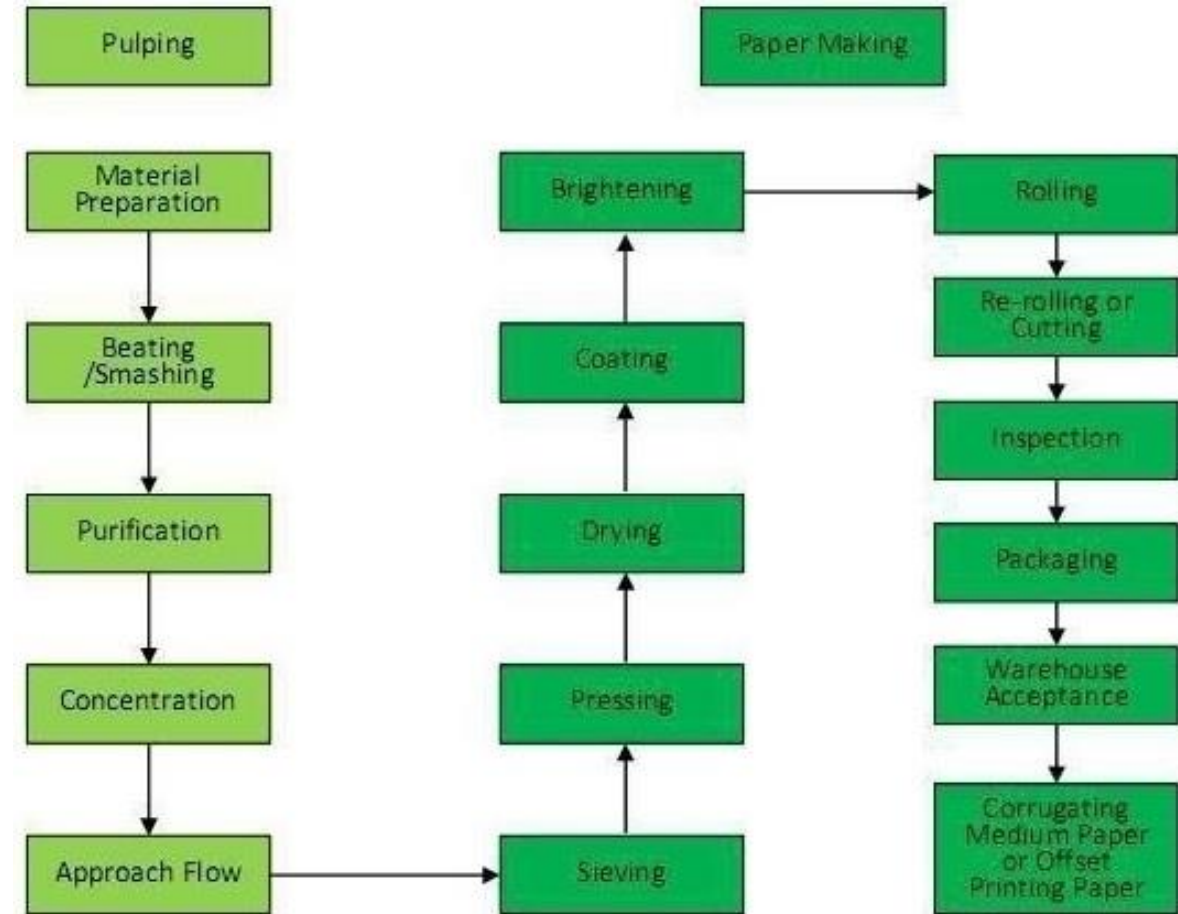 Pulping
Paper Making
Material
Preparation
Beating
/Smashing
Purification
Concentration
Approach Flow
Sieving
Pressing
Drying
Coating
Brightening
Rolling
Re-rolling or
Cutting
Inspection
Packaging
Warehouse
Acceptance
Corrugating
Medium Paper
or Offset
Printing Paper